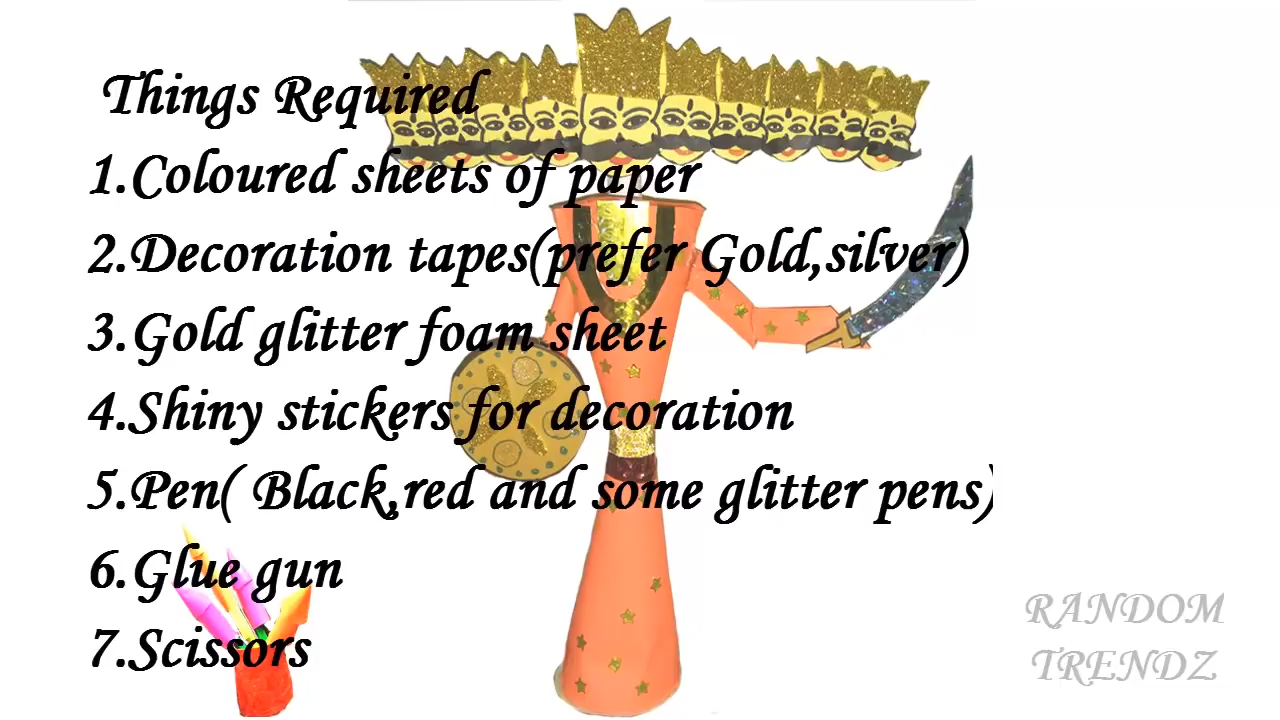 Things Required
1.Coloured sheets of paper
2.Decoration tapes(prefer Gold,silver)
3.Gold glitter foam sheet
4.Shiny stickers for decoration
5.Pen( Black,red and some glitter pens)
6.Glue gun
7.Scissors
RANDOM
TRENDZ